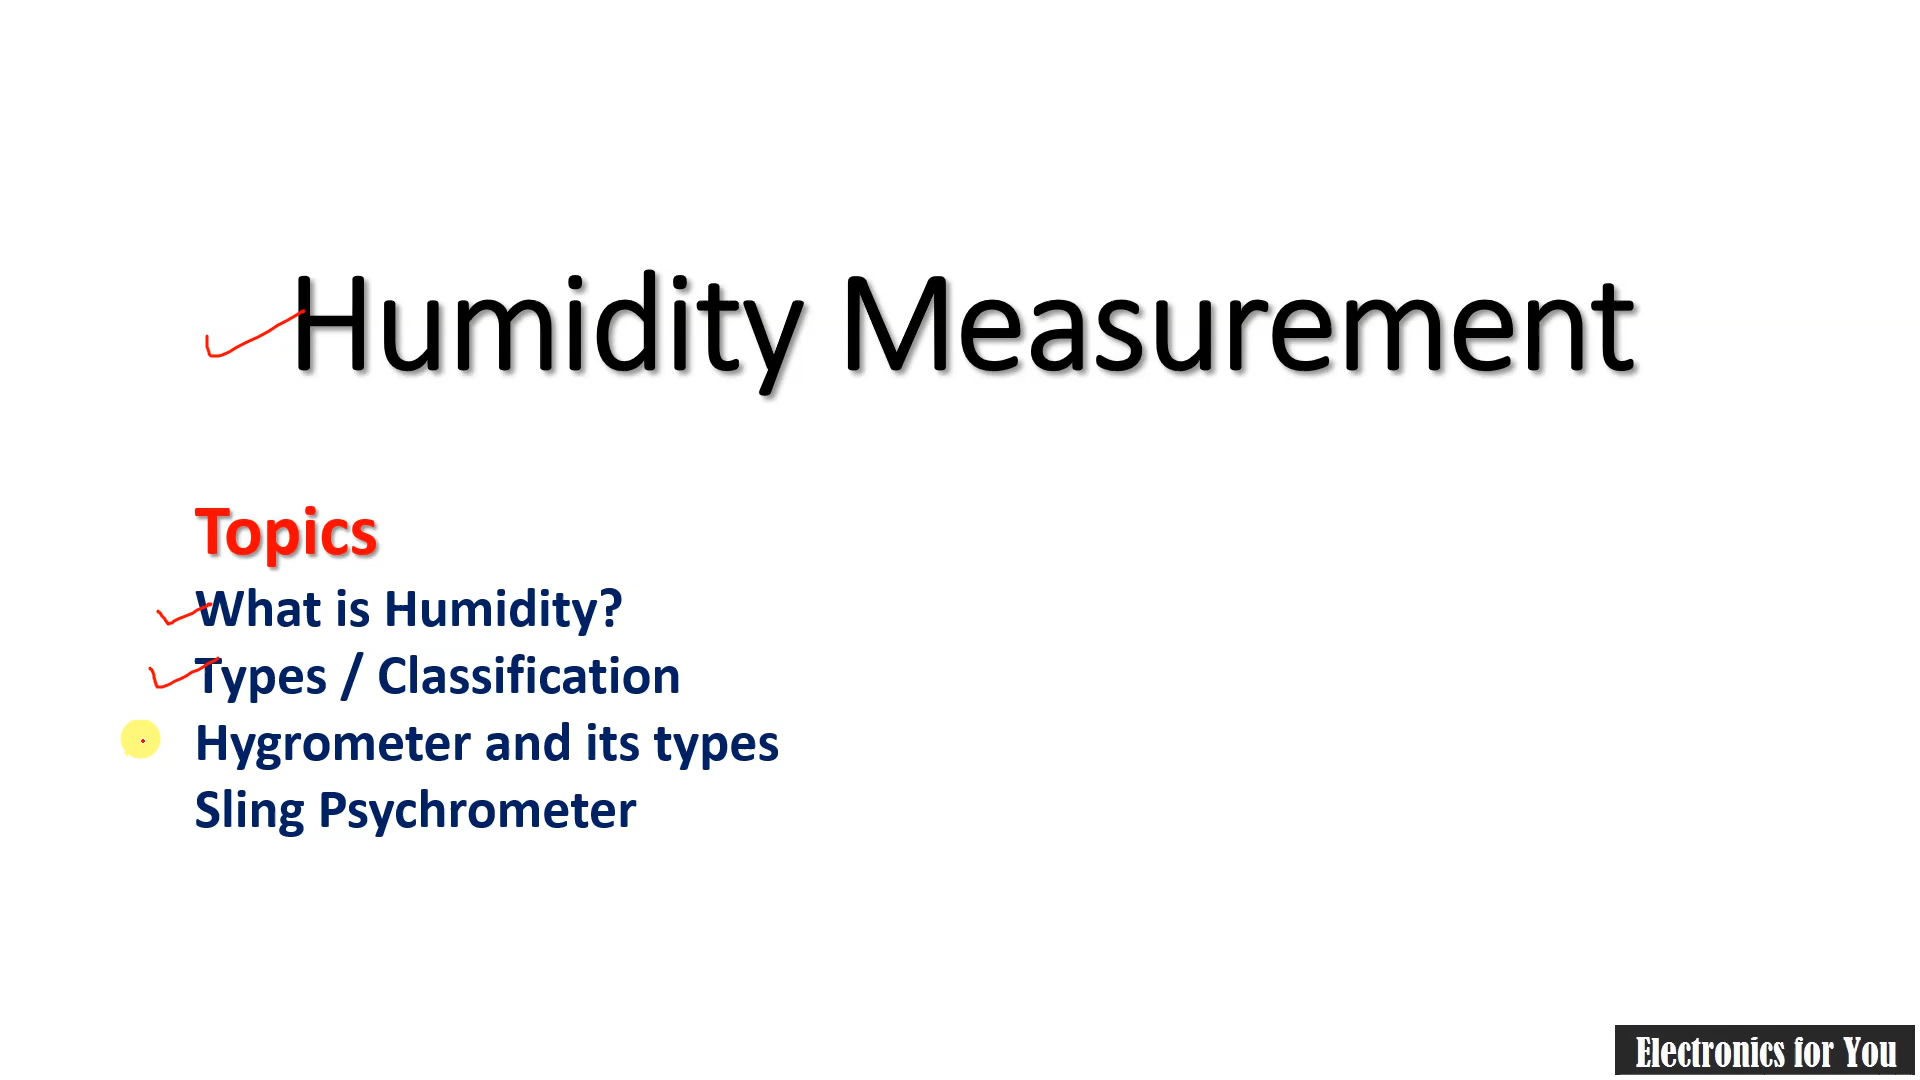 Humidity Measurement
Topics
What is Humidity?
Types / Classification
Hygrometer and its types
Sling Psychrometer
Electronics for You